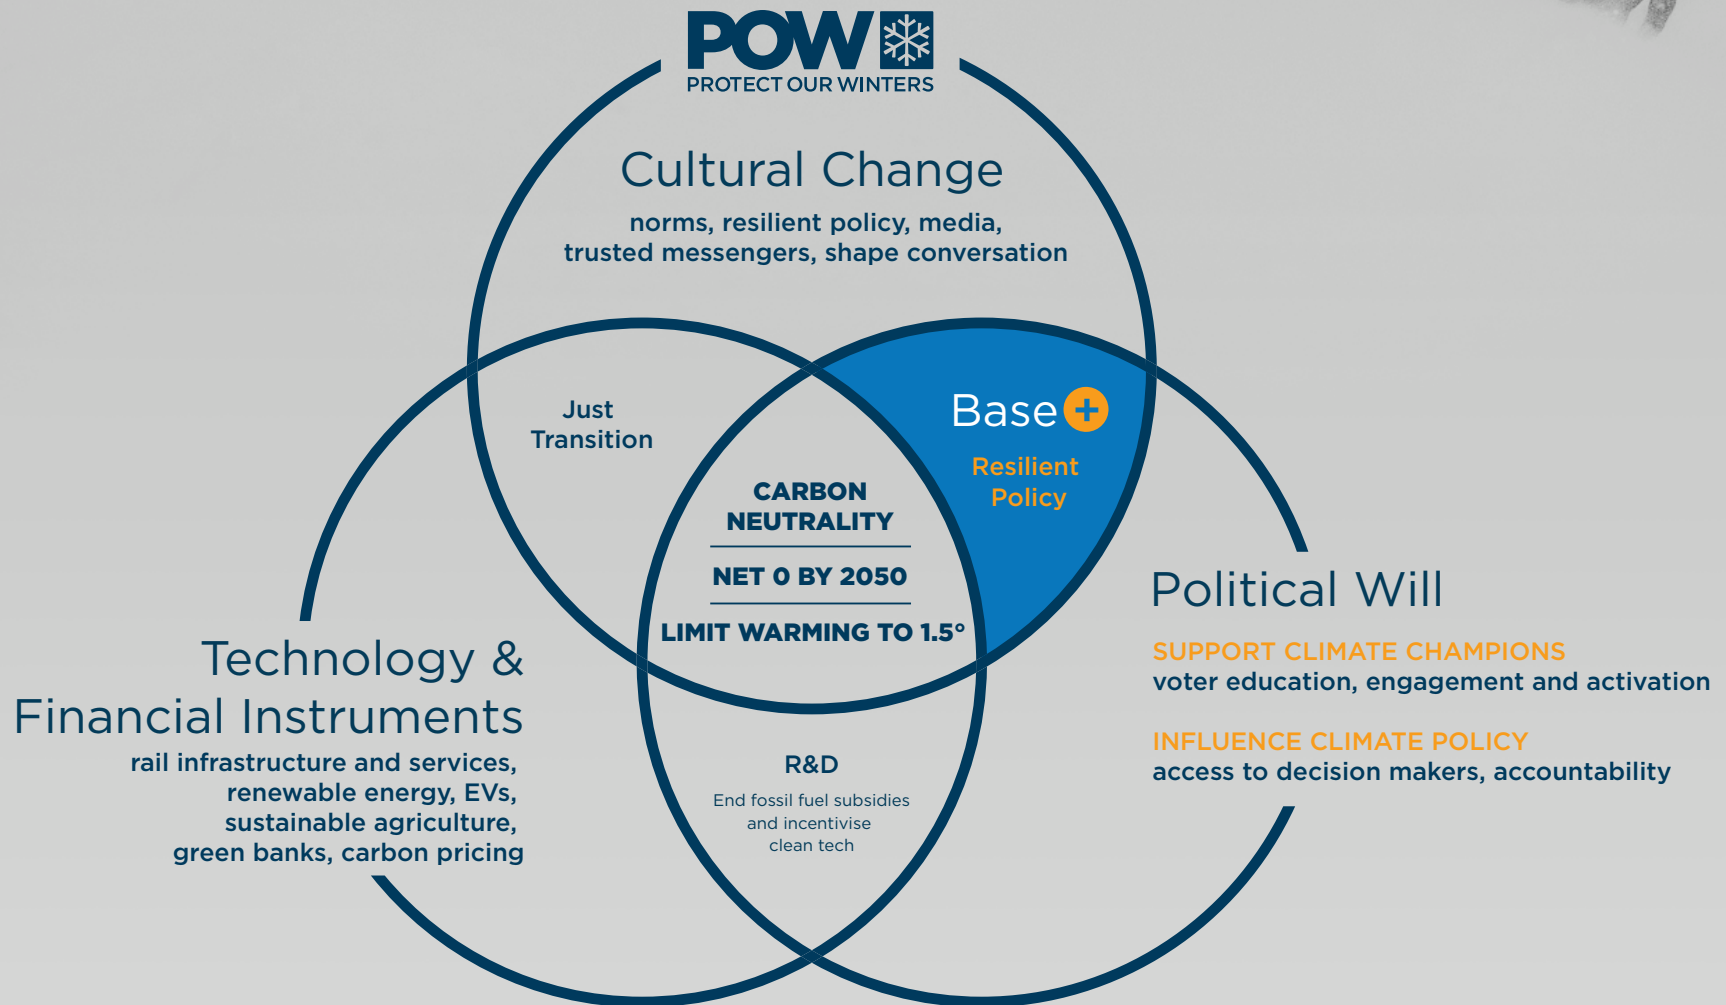 POW
PROTECT OUR WINTERS
Cultural Change
norms, resilient policy, media,
trusted messengers, shape conversation
Just
Transition
Base +
Resilient
Policy
CARBON
NEUTRALITY
NET 0 BY 2050
LIMIT WARMING TO 1.5°
Technology &
Financial Instruments
rail infrastructure and services,
renewable energy, EVs,
sustainable agriculture,
green banks, carbon pricing
Political Will
SUPPORT CLIMATE CHAMPIONS
voter education, engagement and activation
INFLUENCE CLIMATE POLICY
access to decision makers, accountability
R&D
End fossil fuel subsidies
and incentivise
clean tech